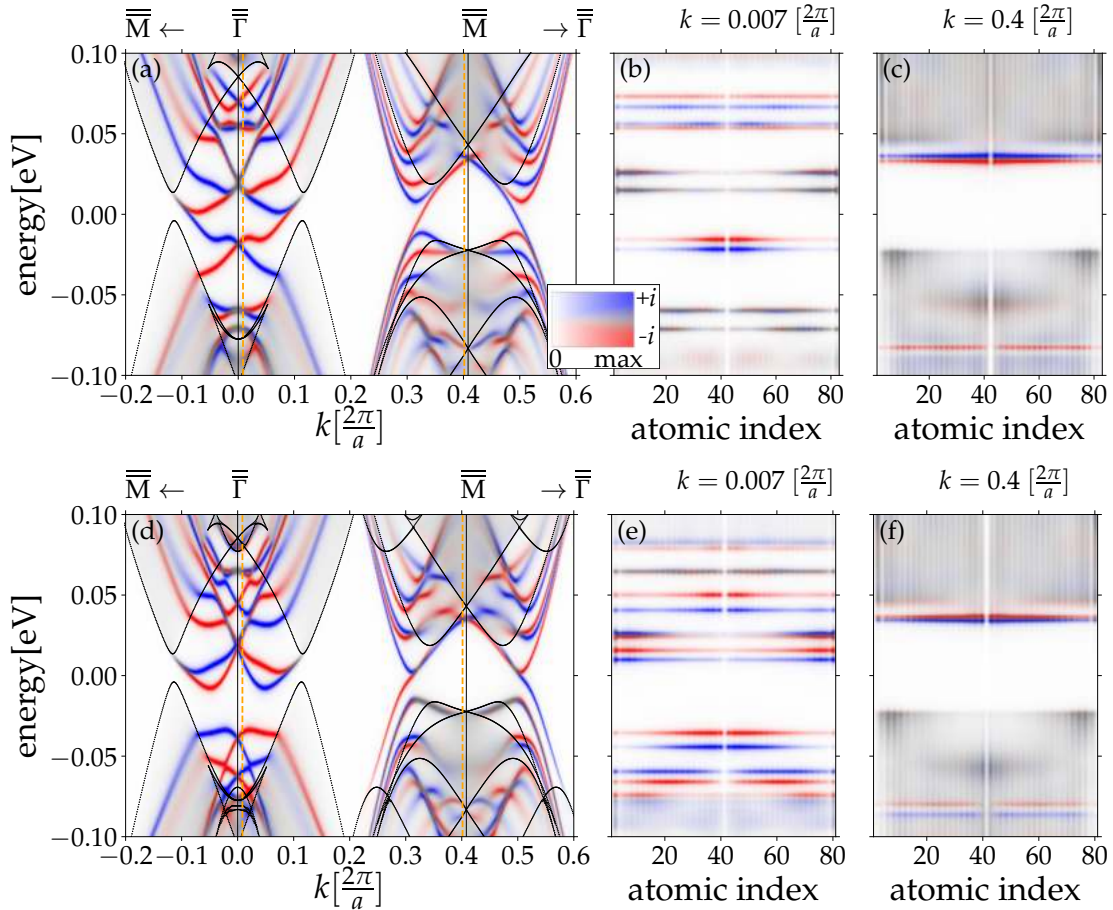 M̿ ← Γ̿ M̿ → Γ̿ k = 0.007 [2π/a] k = 0.4 [2π/a]
(a) (b) (c)
energy[eV]
0.10
0.05
0.00
−0.05
−0.10
+i
−i
0 max
−0.2 −0.1 0.0 0.1 0.2 0.3 0.4 0.5 0.6 20 40 60 80 20 40 60 80
k[2π/a] atomic index atomic index
M̿ ← Γ̿ M̿ → Γ̿ k = 0.007 [2π/a] k = 0.4 [2π/a]
(d) (e) (f)
energy[eV]
0.10
0.05
0.00
−0.05
−0.10
−0.2 −0.1 0.0 0.1 0.2 0.3 0.4 0.5 0.6 20 40 60 80 20 40 60 80
k[2π/a] atomic index atomic index